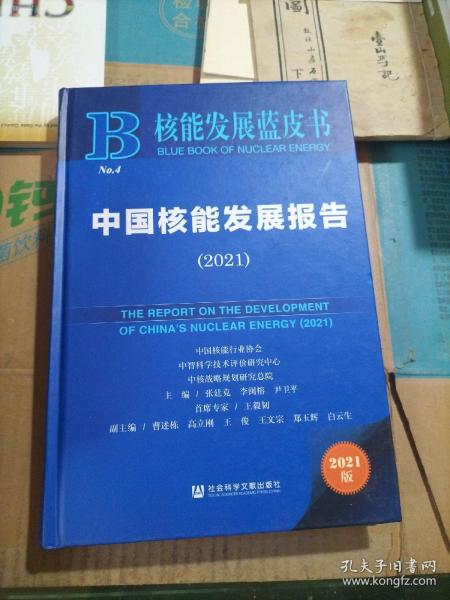 核能发展蓝皮书
BLUE BOOK OF NUCLEAR ENERGY
B
No.4
中国核能发展报告
(2021)
THE REPORT ON THE DEVELOPMENT
OF CHINA'S NUCLEAR ENERGY (2021)
中国核能行业协会
中智科学技术评价研究中心
中核战略规划研究总院
主 编 / 张廷克 李闽榕 尹卫平
首席专家 / 王毅韧
副主编 / 曹述栋 高立刚 王 俊 王文宗 郑玉辉 白云生
社会科学文献出版社
SOCIAL SCIENCES ACADEMIC PRESS (CHINA)
2021
版
孔夫子旧书网
www.kongfz.com